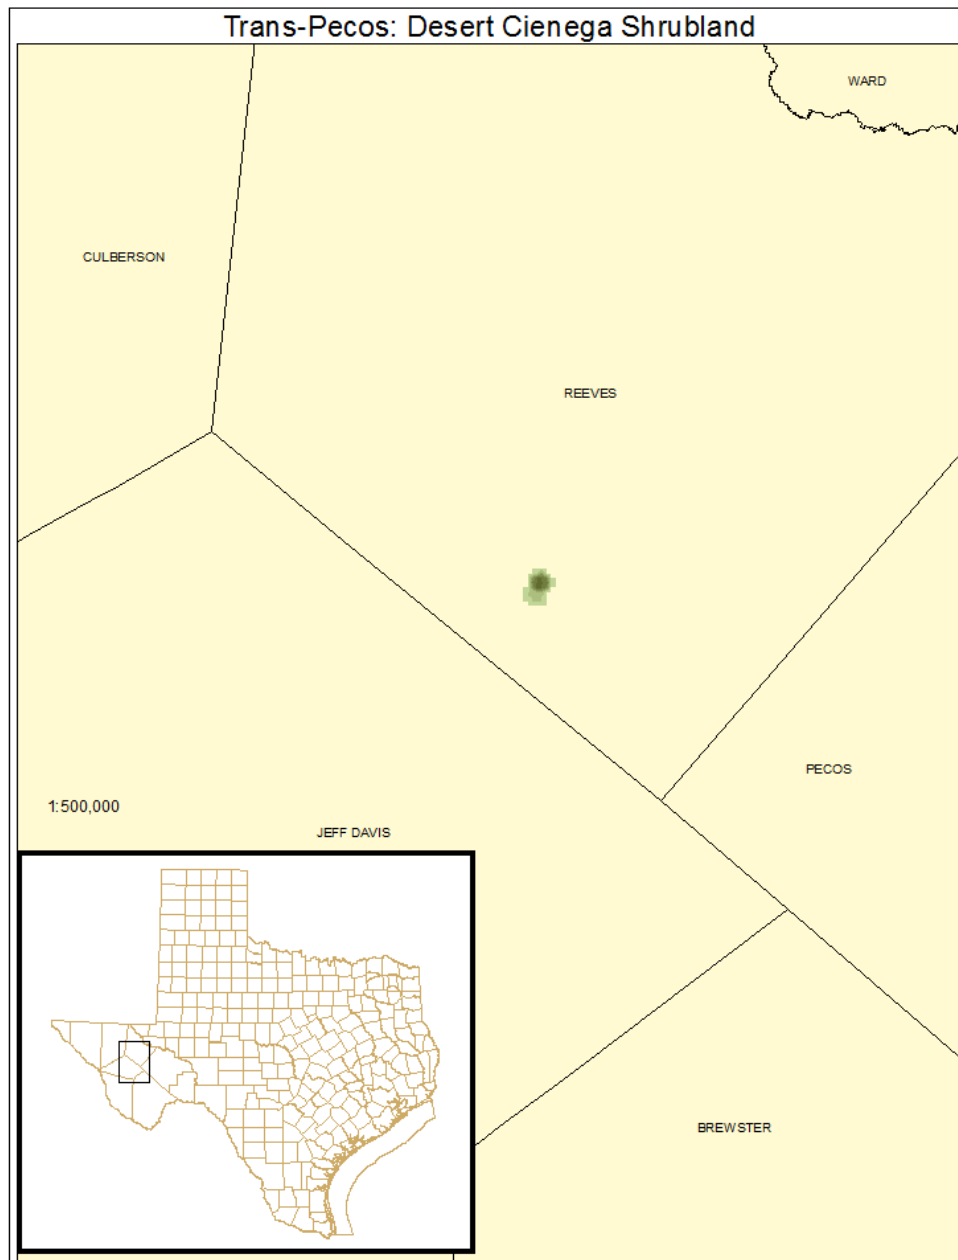 Trans-Pecos: Desert Cienega Shrubland
WARD
CULBERSON
REEVES
PECOS
1:500,000
JEFF DAVIS
BREWSTER